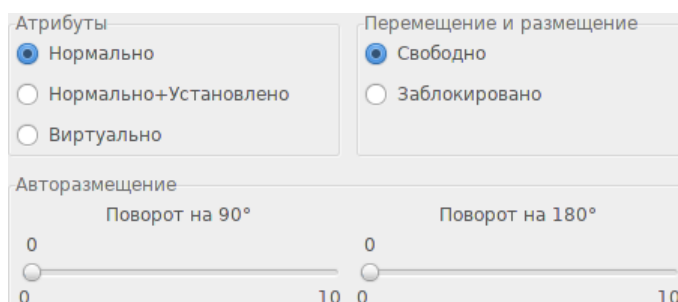 Атрибуты
Нормально
Нормально+Установлено
Виртуально
Перемещение и размещение
Свободно
Заблокировано
Авторазмещение
Поворот на 90°
0
0 10
Поворот на 180°
0
0 10